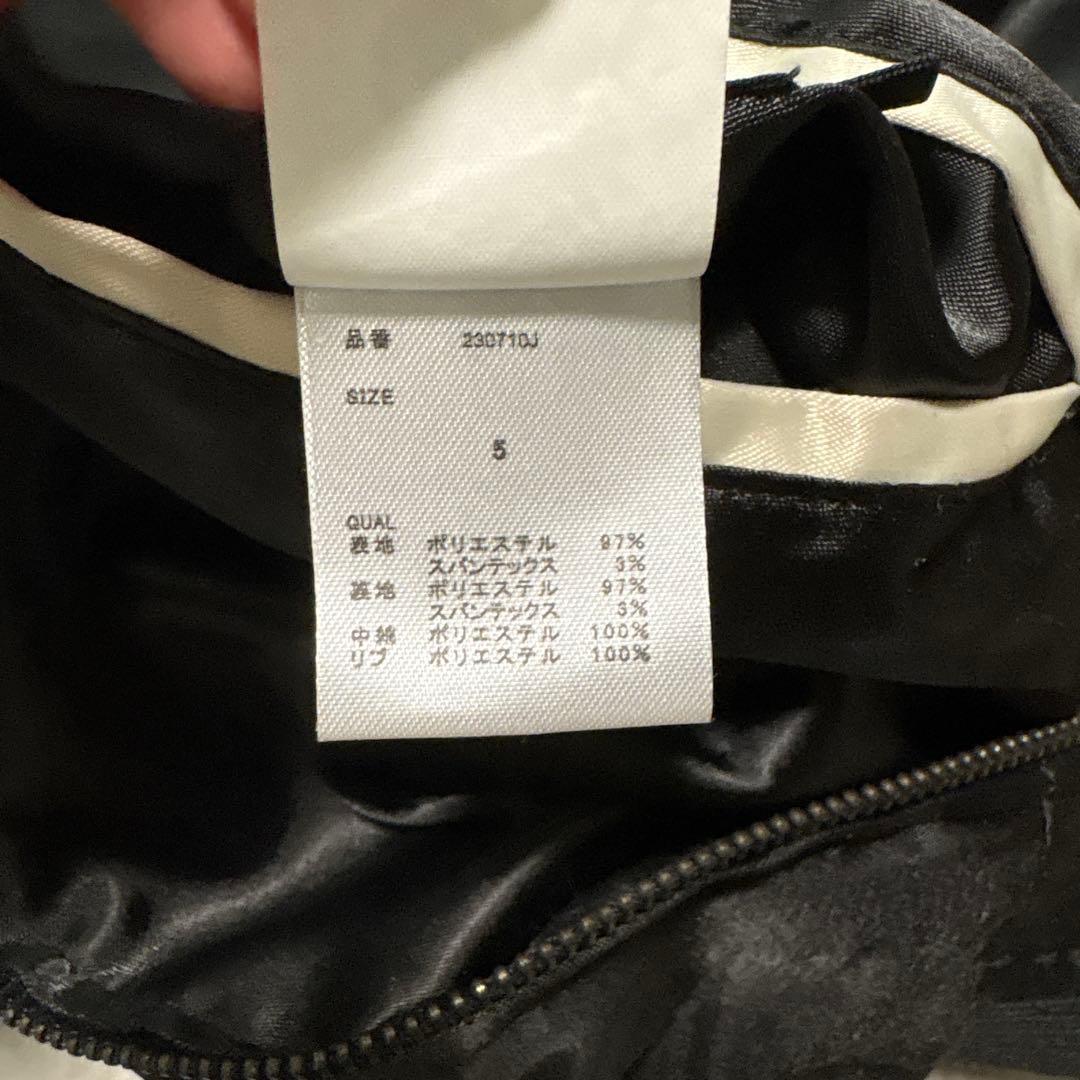 品番 230710J
SIZE
5
QUAL
表地 ポリエステル 97%
スパンテックス 3%
裏地 ポリエステル 97%
スパンテックス 3%
中綿 ポリエステル 100%
リブ ポリエステル 100%